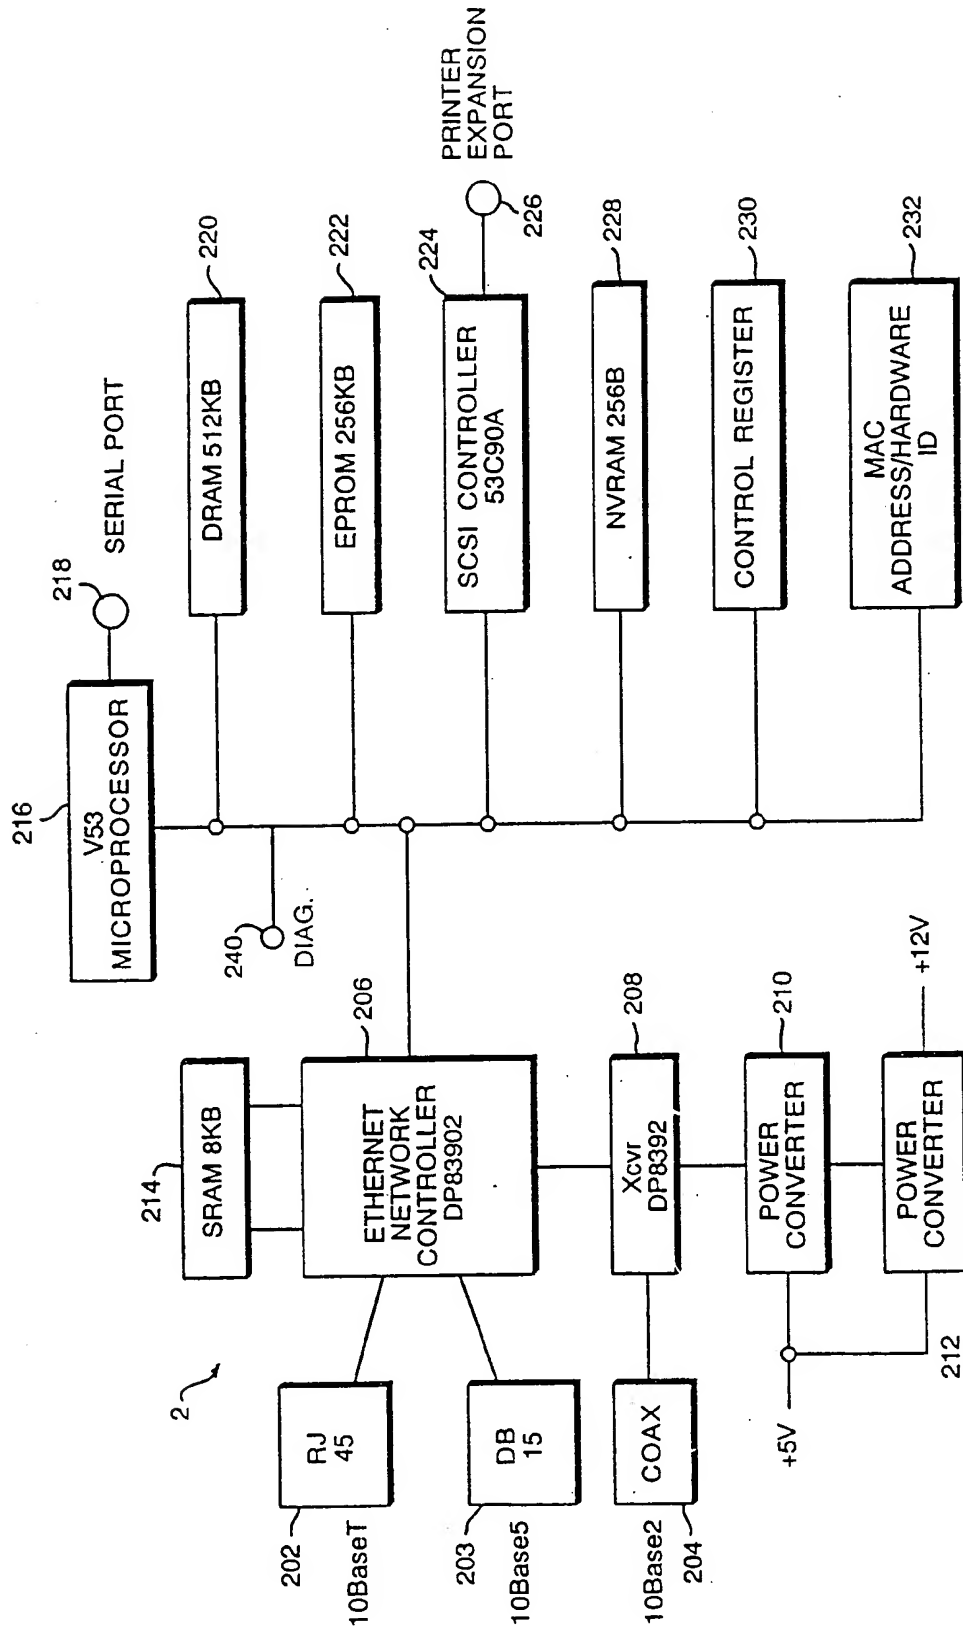 216
V53
MICROPROCESSOR
218
SERIAL PORT
240
DIAG.
220
DRAM 512KB
222
EPROM 256KB
224
SCSI CONTROLLER
53C90A
226
PRINTER
EXPANSION
PORT
228
NVRAM 256B
230
CONTROL REGISTER
232
MAC
ADDRESS/HARDWARE
ID
214
SRAM 8KB
206
ETHERNET
NETWORK
CONTROLLER
DP83902
208
Xcvr
DP8392
210
POWER
CONVERTER
+12V
POWER
CONVERTER
212
+5V
2
RJ
45
202
10BaseT
DB
15
203
10Base5
COAX
204
10Base2